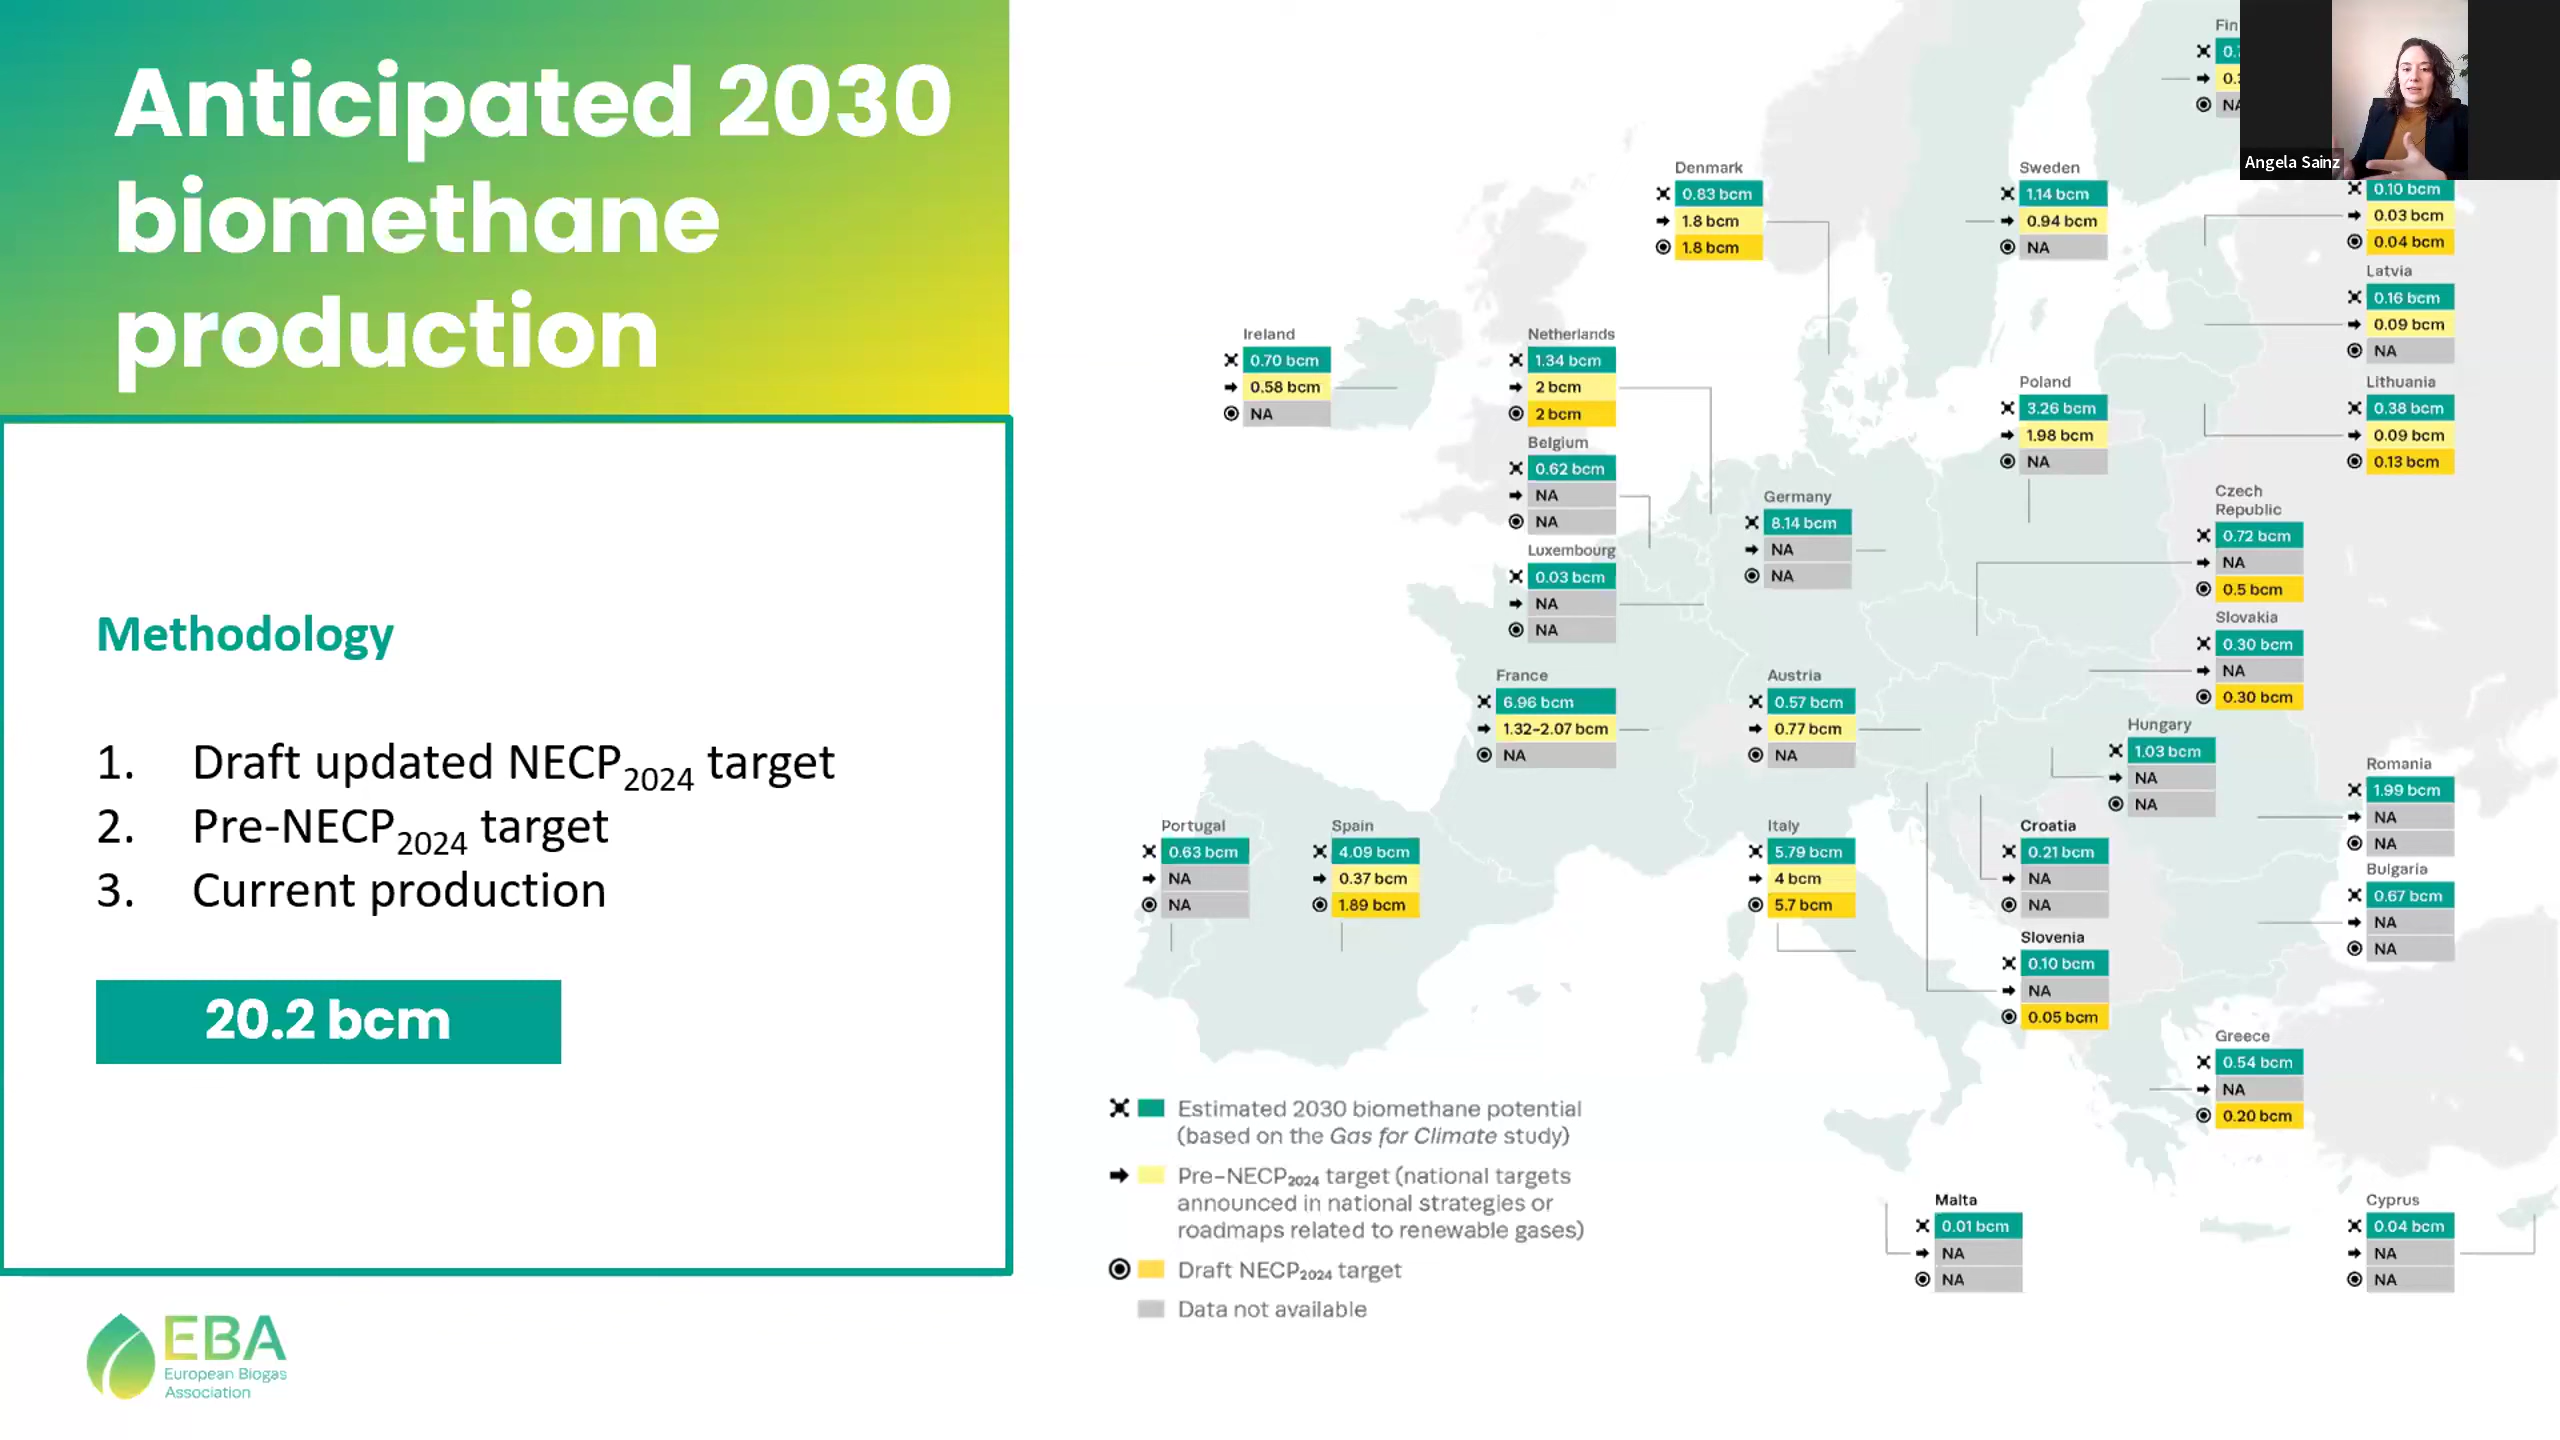 Anticipated 2030
biomethane
production
Methodology
1. Draft updated NECP2024 target
2. Pre-NECP2024 target
3. Current production
20.2 bcm
EBA
European Biogas
Association
Angela Sainz
Denmark
0.83 bcm
1.8 bcm
1.8 bcm
Sweden
1.14 bcm
0.94 bcm
NA
0.10 bcm
0.03 bcm
0.04 bcm
Latvia
0.16 bcm
0.09 bcm
NA
Ireland
0.70 bcm
0.58 bcm
NA
Netherlands
1.34 bcm
2 bcm
2 bcm
Belgium
0.62 bcm
NA
NA
Luxembourg
0.03 bcm
NA
NA
Poland
3.26 bcm
1.98 bcm
NA
Lithuania
0.38 bcm
0.09 bcm
0.13 bcm
Germany
8.14 bcm
NA
NA
Czech
Republic
0.72 bcm
NA
0.5 bcm
Slovakia
0.30 bcm
NA
0.30 bcm
France
6.96 bcm
1.32–2.07 bcm
NA
Austria
0.57 bcm
0.77 bcm
NA
Hungary
1.03 bcm
NA
NA
Romania
1.99 bcm
NA
NA
Bulgaria
0.67 bcm
NA
NA
Portugal
0.63 bcm
NA
NA
Spain
4.09 bcm
0.37 bcm
1.89 bcm
Italy
5.79 bcm
4 bcm
5.7 bcm
Croatia
0.21 bcm
NA
NA
Slovenia
0.10 bcm
NA
0.05 bcm
Greece
0.54 bcm
NA
0.20 bcm
Malta
0.01 bcm
NA
NA
Cyprus
0.04 bcm
NA
NA
Estimated 2030 biomethane potential
(based on the Gas for Climate study)
Pre-NECP2024 target (national targets
announced in national strategies or
roadmaps related to renewable gases)
Draft NECP2024 target
Data not available